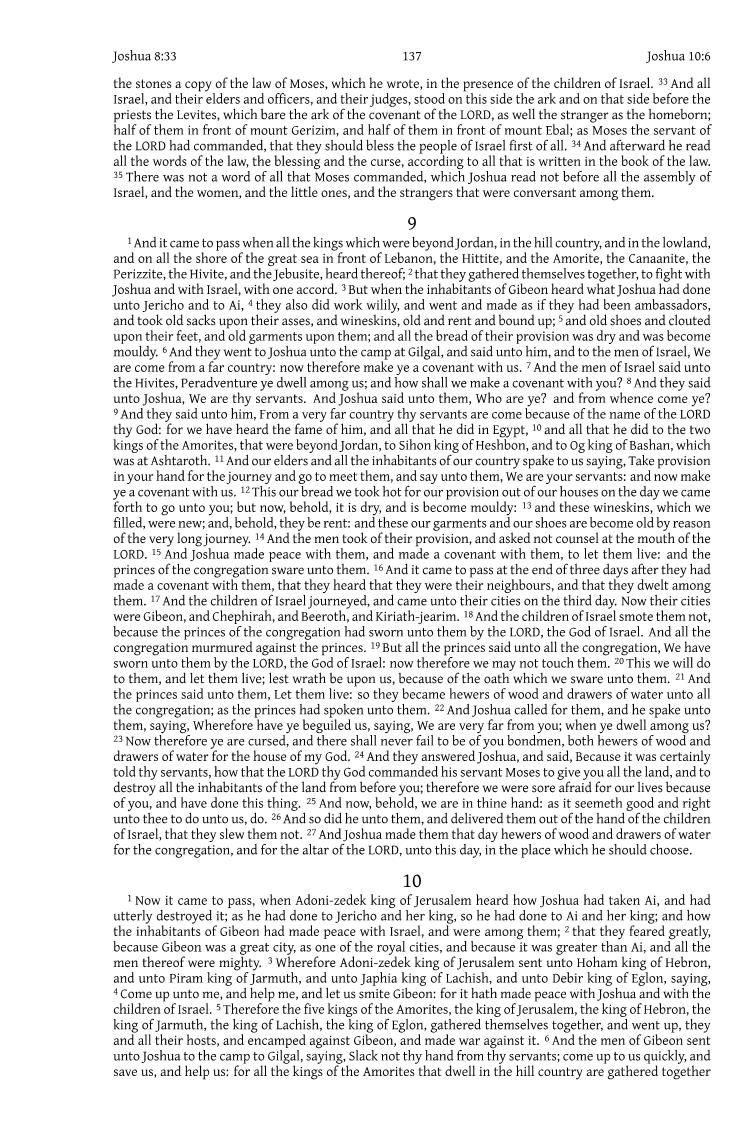 Joshua 8:33 137 Joshua 10:6
the stones a copy of the law of Moses, which he wrote, in the presence of the children of Israel. 33 And all
Israel, and their elders and officers, and their judges, stood on this side the ark and on that side before the
priests the Levites, which bare the ark of the covenant of the LORD, as well the stranger as the homeborn;
half of them in front of mount Gerizim, and half of them in front of mount Ebal; as Moses the servant of
the LORD had commanded, that they should bless the people of Israel first of all. 34 And afterward he read
all the words of the law, the blessing and the curse, according to all that is written in the book of the law.
35 There was not a word of all that Moses commanded, which Joshua read not before all the assembly of
Israel, and the women, and the little ones, and the strangers that were conversant among them.
9
1 And it came to pass when all the kings which were beyond Jordan, in the hill country, and in the lowland,
and on all the shore of the great sea in front of Lebanon, the Hittite, and the Amorite, the Canaanite, the
Perizzite, the Hivite, and the Jebusite, heard thereof; 2 that they gathered themselves together, to fight with
Joshua and with Israel, with one accord. 3 But when the inhabitants of Gibeon heard what Joshua had done
unto Jericho and to Ai, 4 they also did work wilily, and went and made as if they had been ambassadors,
and took old sacks upon their asses, and wineskins, old and rent and bound up; 5 and old shoes and clouted
upon their feet, and old garments upon them; and all the bread of their provision was dry and was become
mouldy. 6 And they went to Joshua unto the camp at Gilgal, and said unto him, and to the men of Israel, We
are come from a far country: now therefore make ye a covenant with us. 7 And the men of Israel said unto
the Hivites, Peradventure ye dwell among us; and how shall we make a covenant with you? 8 And they said
unto Joshua, We are thy servants. And Joshua said unto them, Who are ye? and from whence come ye?
9 And they said unto him, From a very far country thy servants are come because of the name of the LORD
thy God: for we have heard the fame of him, and all that he did in Egypt, 10 and all that he did to the two
kings of the Amorites, that were beyond Jordan, to Sihon king of Heshbon, and to Og king of Bashan, which
was at Ashtaroth. 11 And our elders and all the inhabitants of our country spake to us saying, Take provision
in your hand for the journey and go to meet them, and say unto them, We are your servants: and now make
ye a covenant with us. 12 This our bread we took hot for our provision out of our houses on the day we came
forth to go unto you; but now, behold, it is dry, and is become mouldy: 13 and these wineskins, which we
filled, were new; and, behold, they be rent: and these our garments and our shoes are become old by reason
of the very long journey. 14 And the men took of their provision, and asked not counsel at the mouth of the
LORD. 15 And Joshua made peace with them, and made a covenant with them, to let them live: and the
princes of the congregation sware unto them. 16 And it came to pass at the end of three days after they had
made a covenant with them, that they heard that they were their neighbours, and that they dwelt among
them. 17 And the children of Israel journeyed, and came unto their cities on the third day. Now their cities
were Gibeon, and Chephirah, and Beeroth, and Kiriath-jearim. 18 And the children of Israel smote them not,
because the princes of the congregation had sworn unto them by the LORD, the God of Israel. And all the
congregation murmured against the princes. 19 But all the princes said unto all the congregation, We have
sworn unto them by the LORD, the God of Israel: now therefore we may not touch them. 20 This we will do
to them, and let them live; lest wrath be upon us, because of the oath which we sware unto them. 21 And
the princes said unto them, Let them live: so they became hewers of wood and drawers of water unto all
the congregation; as the princes had spoken unto them. 22 And Joshua called for them, and he spake unto
them, saying, Wherefore have ye beguiled us, saying, We are very far from you; when ye dwell among us?
23 Now therefore ye are cursed, and there shall never fail to be of you bondmen, both hewers of wood and
drawers of water for the house of my God. 24 And they answered Joshua, and said, Because it was certainly
told thy servants, how that the LORD thy God commanded his servant Moses to give you all the land, and to
destroy all the inhabitants of the land from before you; therefore we were sore afraid for our lives because
of you, and have done this thing. 25 And now, behold, we are in thine hand: as it seemeth good and right
unto thee to do unto us, do. 26 And so did he unto them, and delivered them out of the hand of the children
of Israel, that they slew them not. 27 And Joshua made them that day hewers of wood and drawers of water
for the congregation, and for the altar of the LORD, unto this day, in the place which he should choose.
10
1 Now it came to pass, when Adoni-zedek king of Jerusalem heard how Joshua had taken Ai, and had
utterly destroyed it; as he had done to Jericho and her king, so he had done to Ai and her king; and how
the inhabitants of Gibeon had made peace with Israel, and were among them; 2 that they feared greatly,
because Gibeon was a great city, as one of the royal cities, and because it was greater than Ai, and all the
men thereof were mighty. 3 Wherefore Adoni-zedek king of Jerusalem sent unto Hoham king of Hebron,
and unto Piram king of Jarmuth, and unto Japhia king of Lachish, and unto Debir king of Eglon, saying,
4 Come up unto me, and help me, and let us smite Gibeon: for it hath made peace with Joshua and with the
children of Israel. 5 Therefore the five kings of the Amorites, the king of Jerusalem, the king of Hebron, the
king of Jarmuth, the king of Lachish, the king of Eglon, gathered themselves together, and went up, they
and all their hosts, and encamped against Gibeon, and made war against it. 6 And the men of Gibeon sent
unto Joshua to the camp to Gilgal, saying, Slack not thy hand from thy servants; come up to us quickly, and
save us, and help us: for all the kings of the Amorites that dwell in the hill country are gathered together